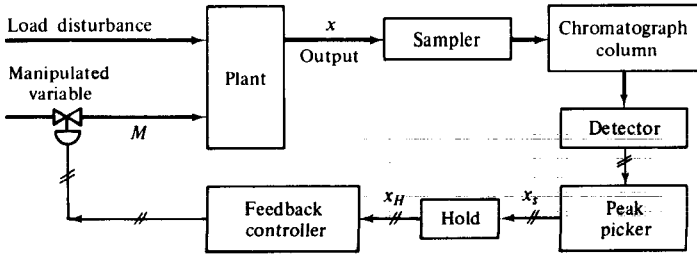 Load disturbance
Manipulated
variable
M
Plant
x
Output
Sampler
Chromatograph
column
Detector
Peak
picker
x_s
Hold
x_H
Feedback
controller